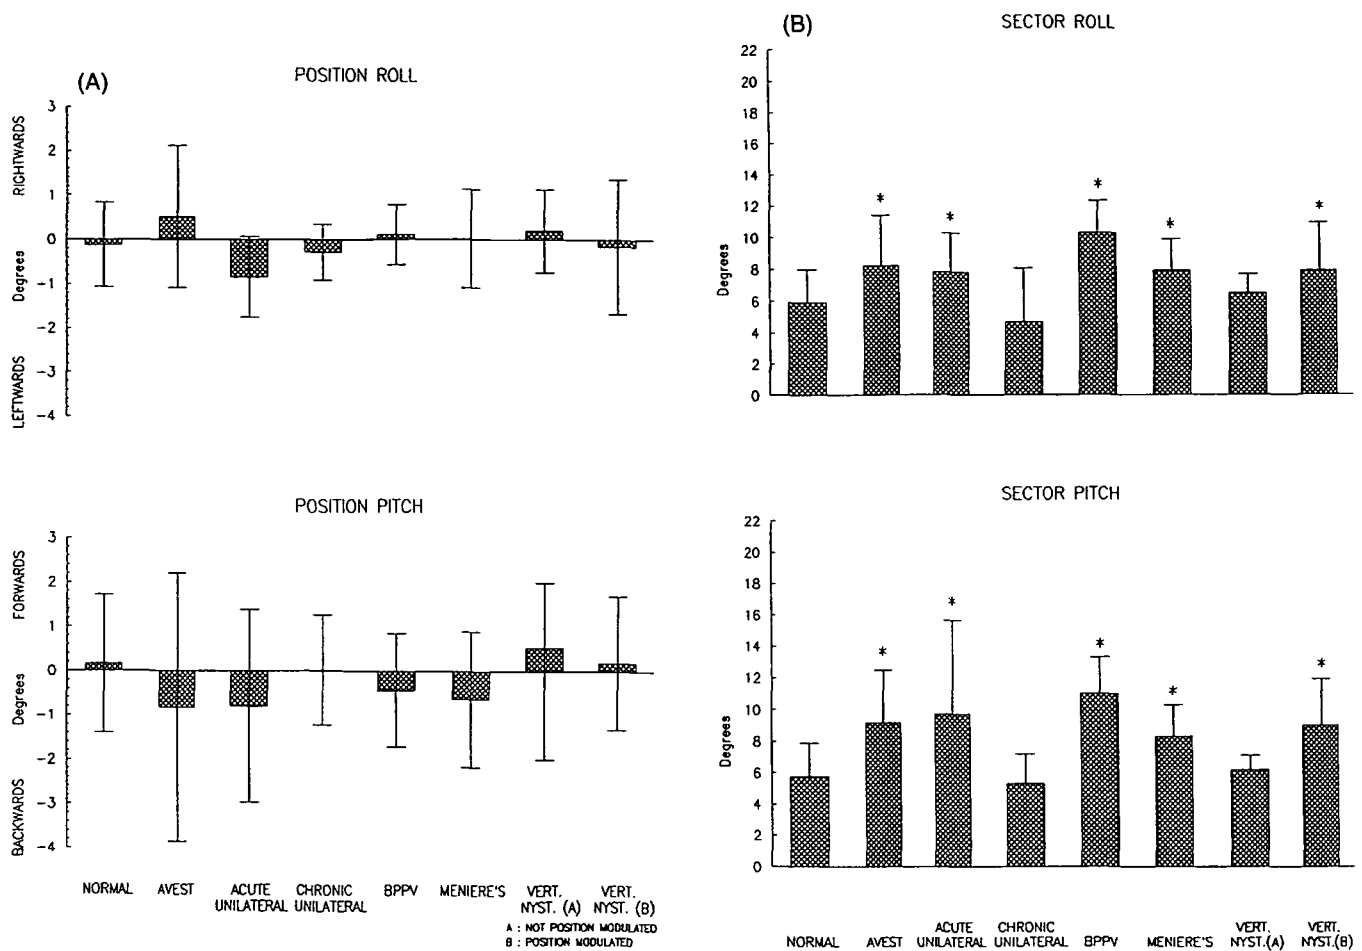 (A)
POSITION ROLL
RIGHTWARDS
Degrees
LEFTWARDS
3
2
1
0
−1
−2
−3
−4
POSITION PITCH
FORWARDS
Degrees
BACKWARDS
3
2
1
0
−1
−2
−3
−4
NORMAL AVEST ACUTE CHRONIC BPPV MENIERE'S VERT. VERT.
UNILATERAL UNILATERAL NYST. (A) NYST. (B)
A : NOT POSITION MODULATED
B : POSITION MODULATED
(B)
SECTOR ROLL
Degrees
22
20
18
16
14
12
10
8
6
4
2
0
* * * * *
SECTOR PITCH
Degrees
22
20
18
16
14
12
10
8
6
4
2
0
* * * * *
NORMAL AVEST ACUTE CHRONIC BPPV MENIERE'S VERT. VERT.
UNILATERAL UNILATERAL NYST.(A) NYST.(B)